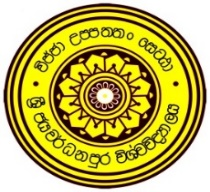 විජ්ජා උප්පතතං සෙට්ඨා
ශ්‍රී ජයවර්ධනපුර විශ්වවිද්‍යාලය